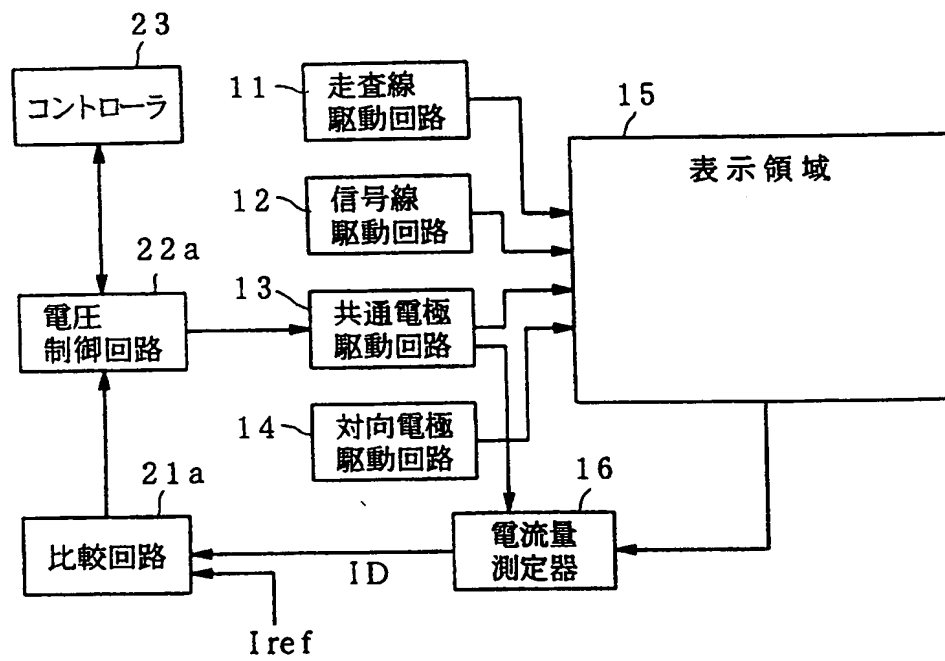 23
コントローラ
11
走査線
駆動回路
15
表示領域
12
信号線
駆動回路
22a
電圧
制御回路
13
共通電極
駆動回路
14
対向電極
駆動回路
21a
比較回路
16
電流量
測定器
ID
Iref